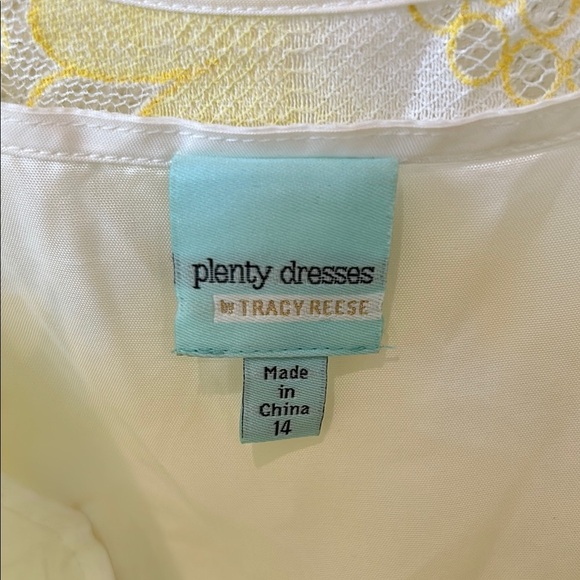 plenty dresses
by TRACY REESE
Made
in
China
14